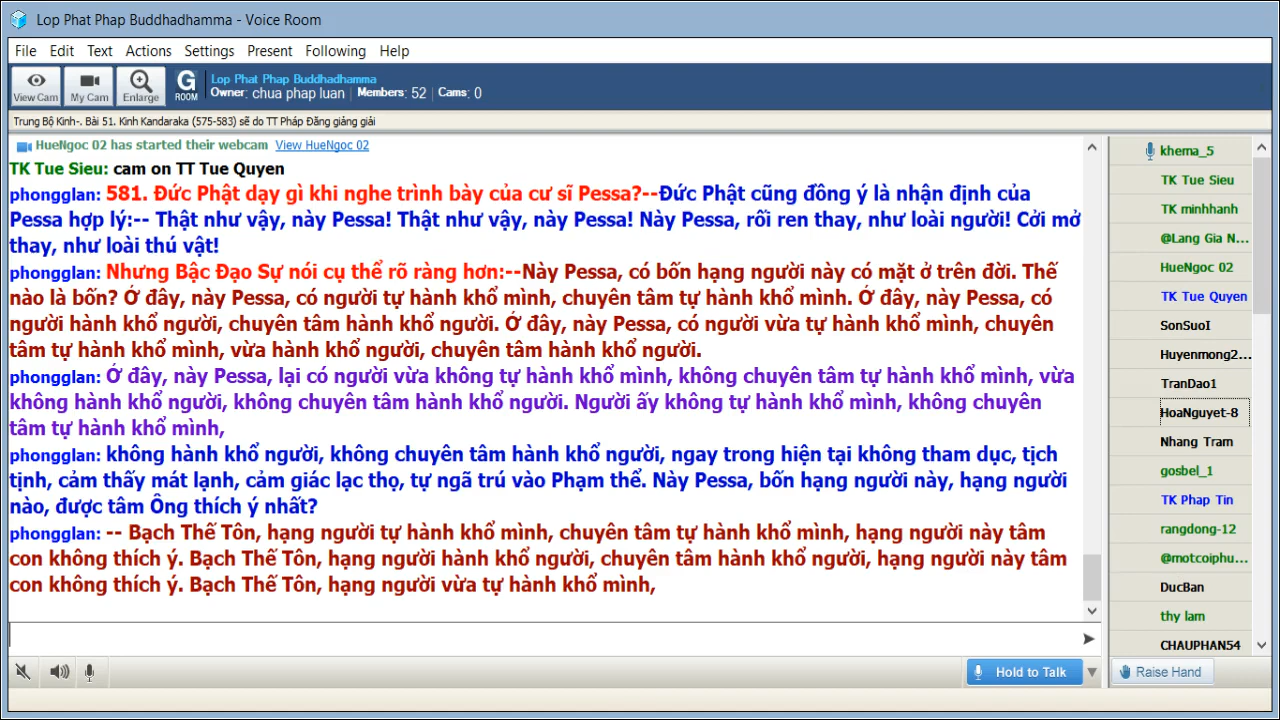 Lop Phat Phap Buddhadhamma - Voice Room
File Edit Text Actions Settings Present Following Help
View Cam My Cam Enlarge G ROOM
Lop Phat Phap Buddhadhamma
Owner: chua phap luan | Members: 52 | Cams: 0
Trung Bộ Kinh-. Bài 51. Kinh Kandaraka (575-583) sẽ do TT Pháp Đăng giảng giải
HueNgoc 02 has started their webcam View HueNgoc 02
TK Tue Sieu: cam on TT Tue Quyen
phongglan: 581. Đức Phật dạy gì khi nghe trình bày của cư sĩ Pessa?--Đức Phật cũng đồng ý là nhận định của
Pessa hợp lý:-- Thật như vậy, này Pessa! Thật như vậy, này Pessa! Này Pessa, rối ren thay, như loài người! Cởi mở
thay, như loài thú vật!
phongglan: Nhưng Bậc Đạo Sự nói cụ thể rõ ràng hơn:--Này Pessa, có bốn hạng người này có mặt ở trên đời. Thế
nào là bốn? Ở đây, này Pessa, có người tự hành khổ mình, chuyên tâm tự hành khổ mình. Ở đây, này Pessa, có
người hành khổ người, chuyên tâm hành khổ người. Ở đây, này Pessa, có người vừa tự hành khổ mình, chuyên
tâm tự hành khổ mình, vừa hành khổ người, chuyên tâm hành khổ người.
phongglan: Ở đây, này Pessa, lại có người vừa không tự hành khổ mình, không chuyên tâm tự hành khổ mình, vừa
không hành khổ người, không chuyên tâm hành khổ người. Người ấy không tự hành khổ mình, không chuyên
tâm tự hành khổ mình,
phongglan: không hành khổ người, không chuyên tâm hành khổ người, ngay trong hiện tại không tham dục, tịch
tịnh, cảm thấy mát lạnh, cảm giác lạc thọ, tự ngã trú vào Phạm thể. Này Pessa, bốn hạng người này, hạng người
nào, được tâm Ông thích ý nhất?
phongglan: -- Bạch Thế Tôn, hạng người tự hành khổ mình, chuyên tâm tự hành khổ mình, hạng người này tâm
con không thích ý. Bạch Thế Tôn, hạng người hành khổ người, chuyên tâm hành khổ người, hạng người này tâm
con không thích ý. Bạch Thế Tôn, hạng người vừa tự hành khổ mình,
khema_5
TK Tue Sieu
TK minhhanh
@Lang Gia N...
HueNgoc 02
TK Tue Quyen
SonSuoI
Huyenmong2...
TranDao1
HoaNguyet-8
Nhang Tram
gosbel_1
TK Phap Tin
rangdong-12
@motcoiphu...
DucBan
thy lam
CHAUPHAN54
Hold to Talk
Raise Hand